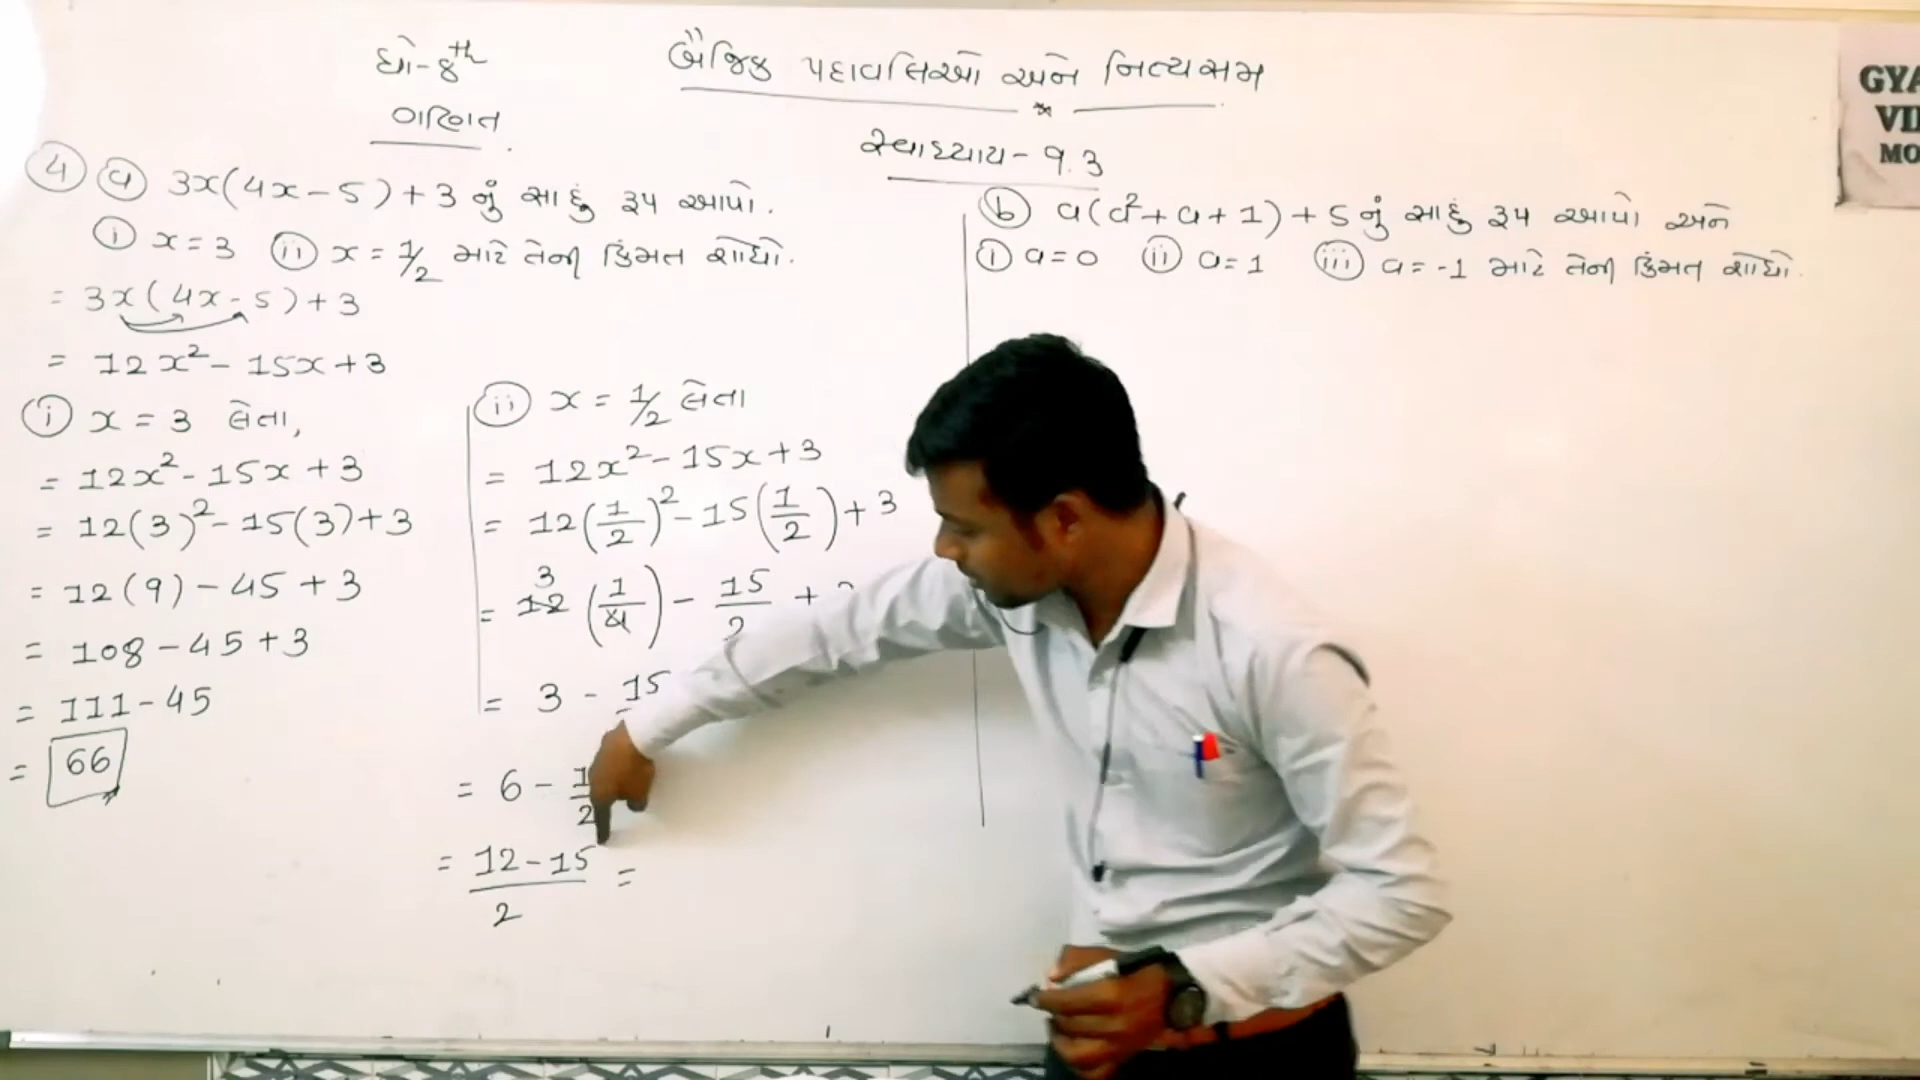 ધો-8th
ગણિત
બૈજિક પદાવલિઓ અને નિત્યસમ
સ્વાધ્યાય - 9.3
4 a 3x(4x-5)+3 નું સાદું રૂપ આપો.
i x=3 ii x=1/2 માટે તેની કિંમત શોધો.
= 3x(4x-5)+3
= 12x²-15x+3
i x=3 લેતા,
= 12x²-15x+3
= 12(3)²-15(3)+3
= 12(9)-45+3
= 108-45+3
= 111-45
= 66
ii x=1/2 લેતા
= 12x²-15x+3
= 12(1/2)²-15(1/2)+3
3
= 12(1/4)-15/2+
= 3-15
= 6-
= 12-15/2 =
b a(a²+a+1)+5 નું સાદું રૂપ આપો અને
i a=0 ii a=1 iii a=-1 માટે તેની કિંમત શોધો.
GYA
VI
MO